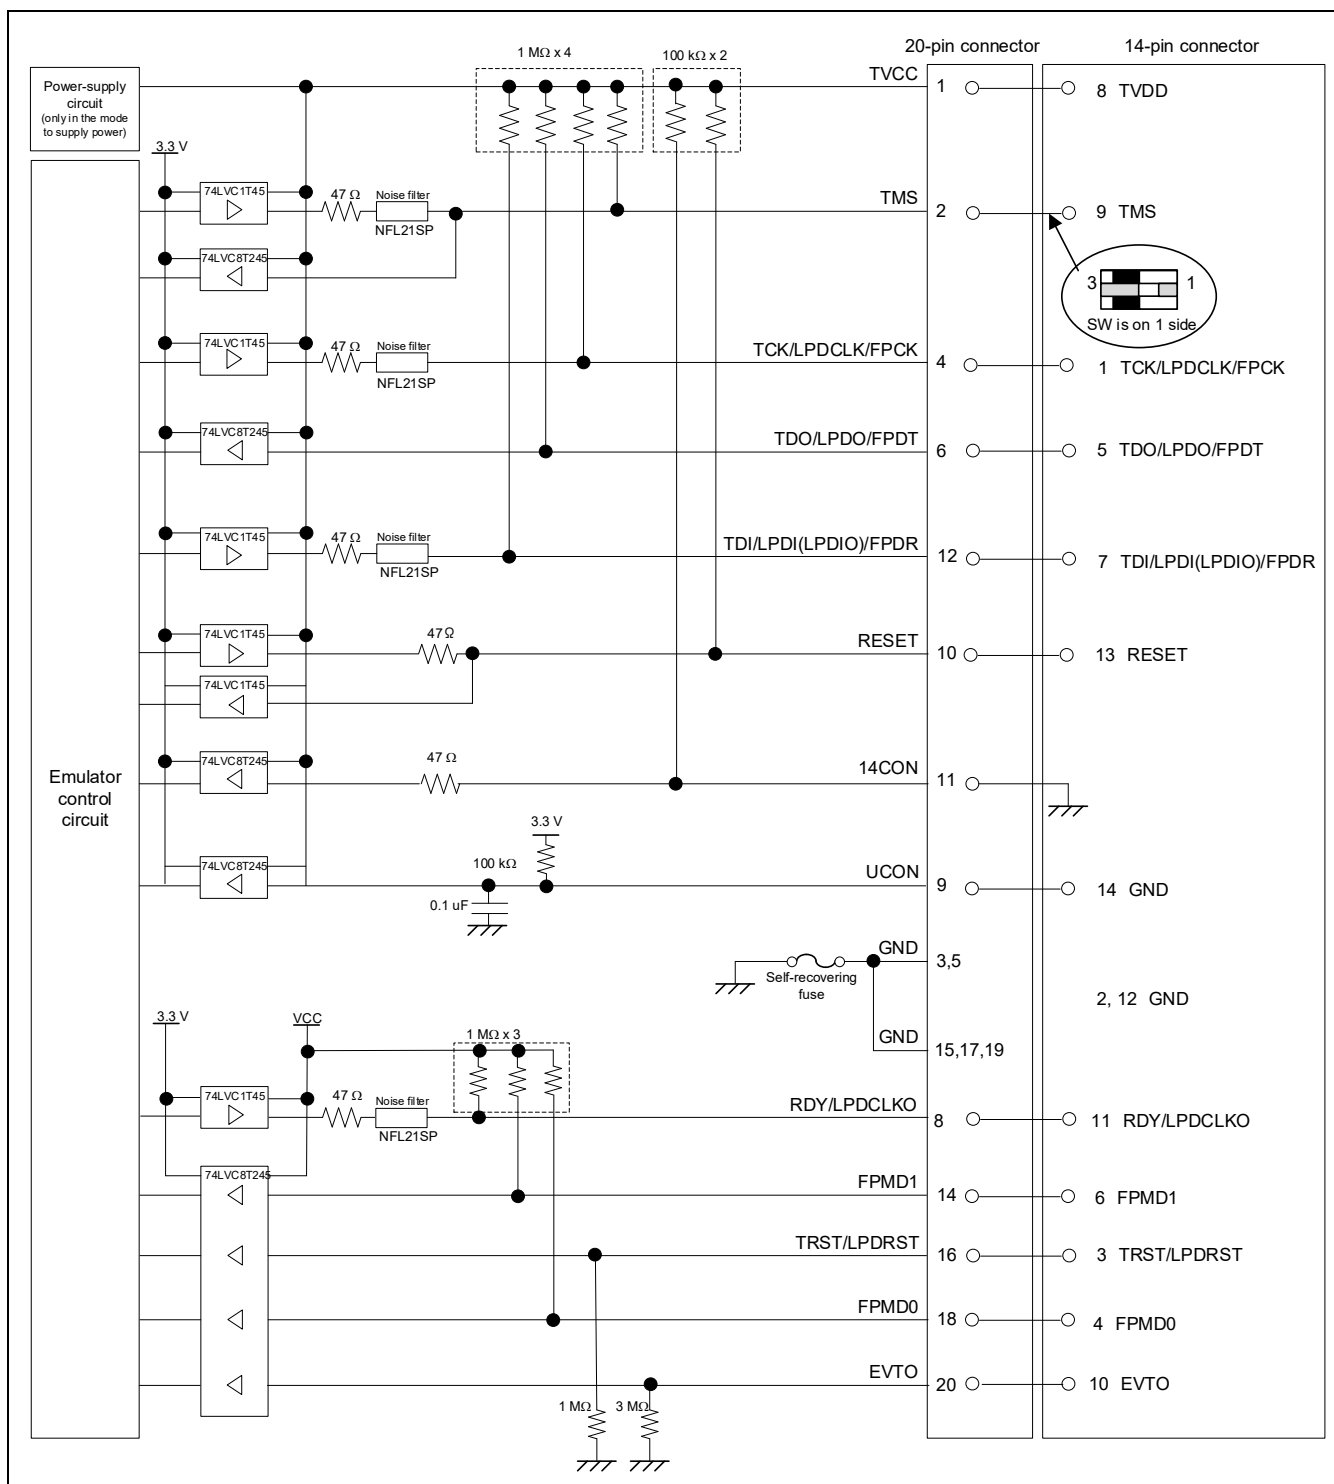 1 MΩ x 4
100 kΩ x 2
20-pin connector
14-pin connector
Power-supply
circuit
(only in the mode
to supply power)
TVCC
1
8 TVDD
3.3 V
74LVC1T45
47 Ω
Noise filter
NFL21SP
TMS
2
9 TMS
74LVC8T245
3
1
SW is on 1 side
74LVC1T45
47 Ω
Noise filter
NFL21SP
TCK/LPDCLK/FPCK
4
1 TCK/LPDCLK/FPCK
74LVC8T245
TDO/LPDO/FPDT
6
5 TDO/LPDO/FPDT
74LVC1T45
47 Ω
Noise filter
NFL21SP
TDI/LPDI(LPDIO)/FPDR
12
7 TDI/LPDI(LPDIO)/FPDR
74LVC1T45
47Ω
RESET
10
13 RESET
74LVC1T45
74LVC8T245
47 Ω
14CON
11
Emulator
control
circuit
3.3 V
74LVC8T245
100 kΩ
UCON
9
14 GND
0.1 uF
GND
3,5
Self-recovering
fuse
2, 12 GND
GND
15,17,19
3.3 V
VCC
1 MΩ x 3
74LVC1T45
47 Ω
Noise filter
NFL21SP
RDY/LPDCLKO
8
11 RDY/LPDCLKO
74LVC8T245
FPMD1
14
6 FPMD1
TRST/LPDRST
16
3 TRST/LPDRST
FPMD0
18
4 FPMD0
EVTO
20
10 EVTO
1 MΩ
3 MΩ